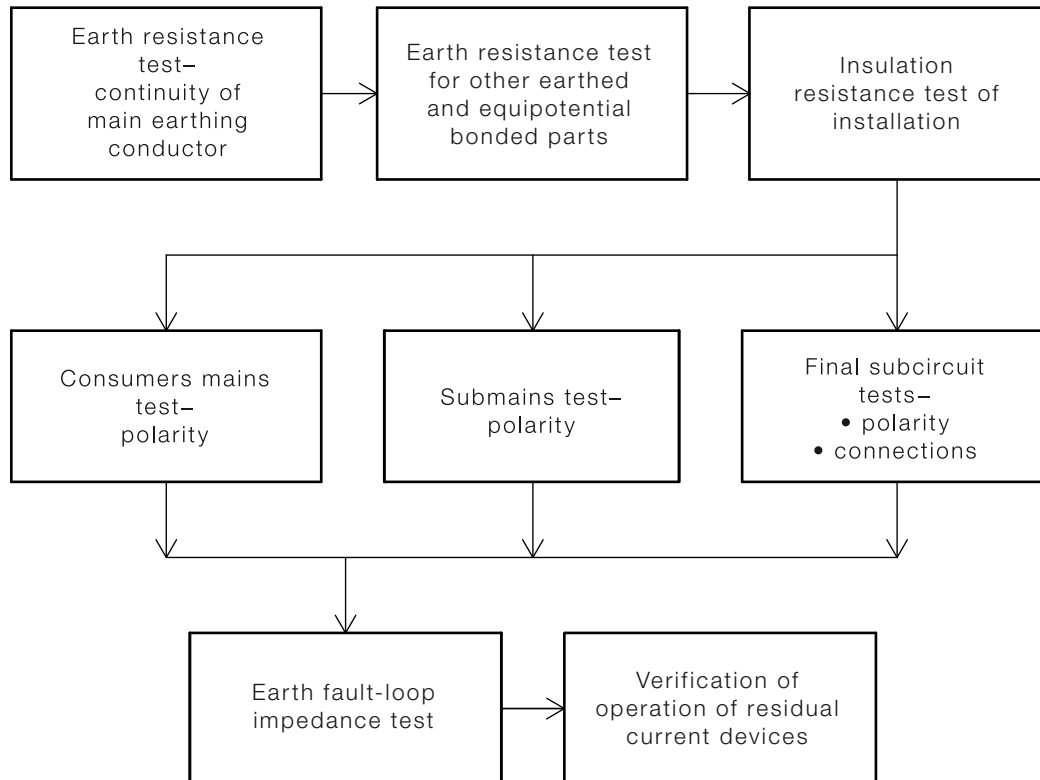 Earth resistance
test–
continuity of
main earthing
conductor
Earth resistance test
for other earthed
and equipotential
bonded parts
Insulation
resistance test of
installation
Consumers mains
test–
polarity
Submains test–
polarity
Final subcircuit
tests–
• polarity
• connections
Earth fault-loop
impedance test
Verification of
operation of residual
current devices